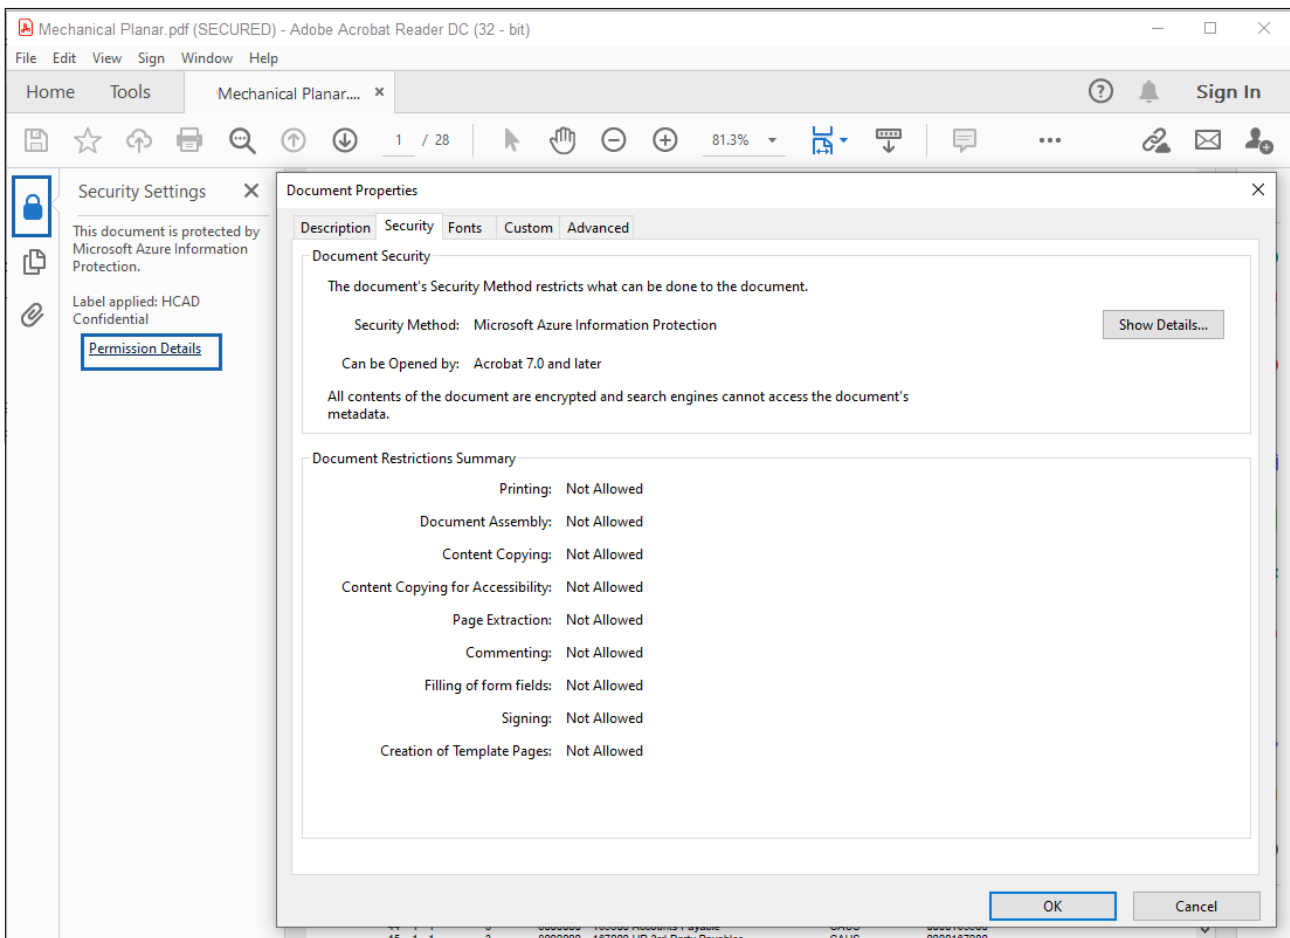 Mechanical Planar.pdf (SECURED) - Adobe Acrobat Reader DC (32 - bit)
File Edit View Sign Window Help
Home Tools Mechanical Planar.... × Sign In
1 / 28 81.3%
Security Settings
This document is protected by
Microsoft Azure Information
Protection.
Label applied: HCAD
Confidential
Permission Details
Document Properties
Description Security Fonts Custom Advanced
Document Security
The document's Security Method restricts what can be done to the document.
Security Method: Microsoft Azure Information Protection Show Details...
Can be Opened by: Acrobat 7.0 and later
All contents of the document are encrypted and search engines cannot access the document's
metadata.
Document Restrictions Summary
Printing: Not Allowed
Document Assembly: Not Allowed
Content Copying: Not Allowed
Content Copying for Accessibility: Not Allowed
Page Extraction: Not Allowed
Commenting: Not Allowed
Filling of form fields: Not Allowed
Signing: Not Allowed
Creation of Template Pages: Not Allowed
OK Cancel
Accounts Payable